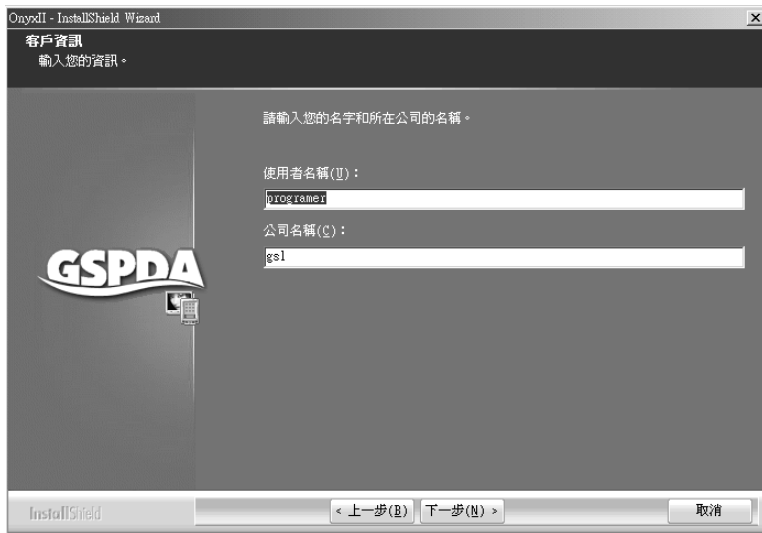 OnyxII - InstallShield Wizard
客戶資訊
輸入您的資訊。
請輸入您的名字和所在公司的名稱。
使用者名稱(U)：
programer
公司名稱(C)：
gsl
GSPDA
InstallShield
< 上一步(B) 下一步(N) > 取消